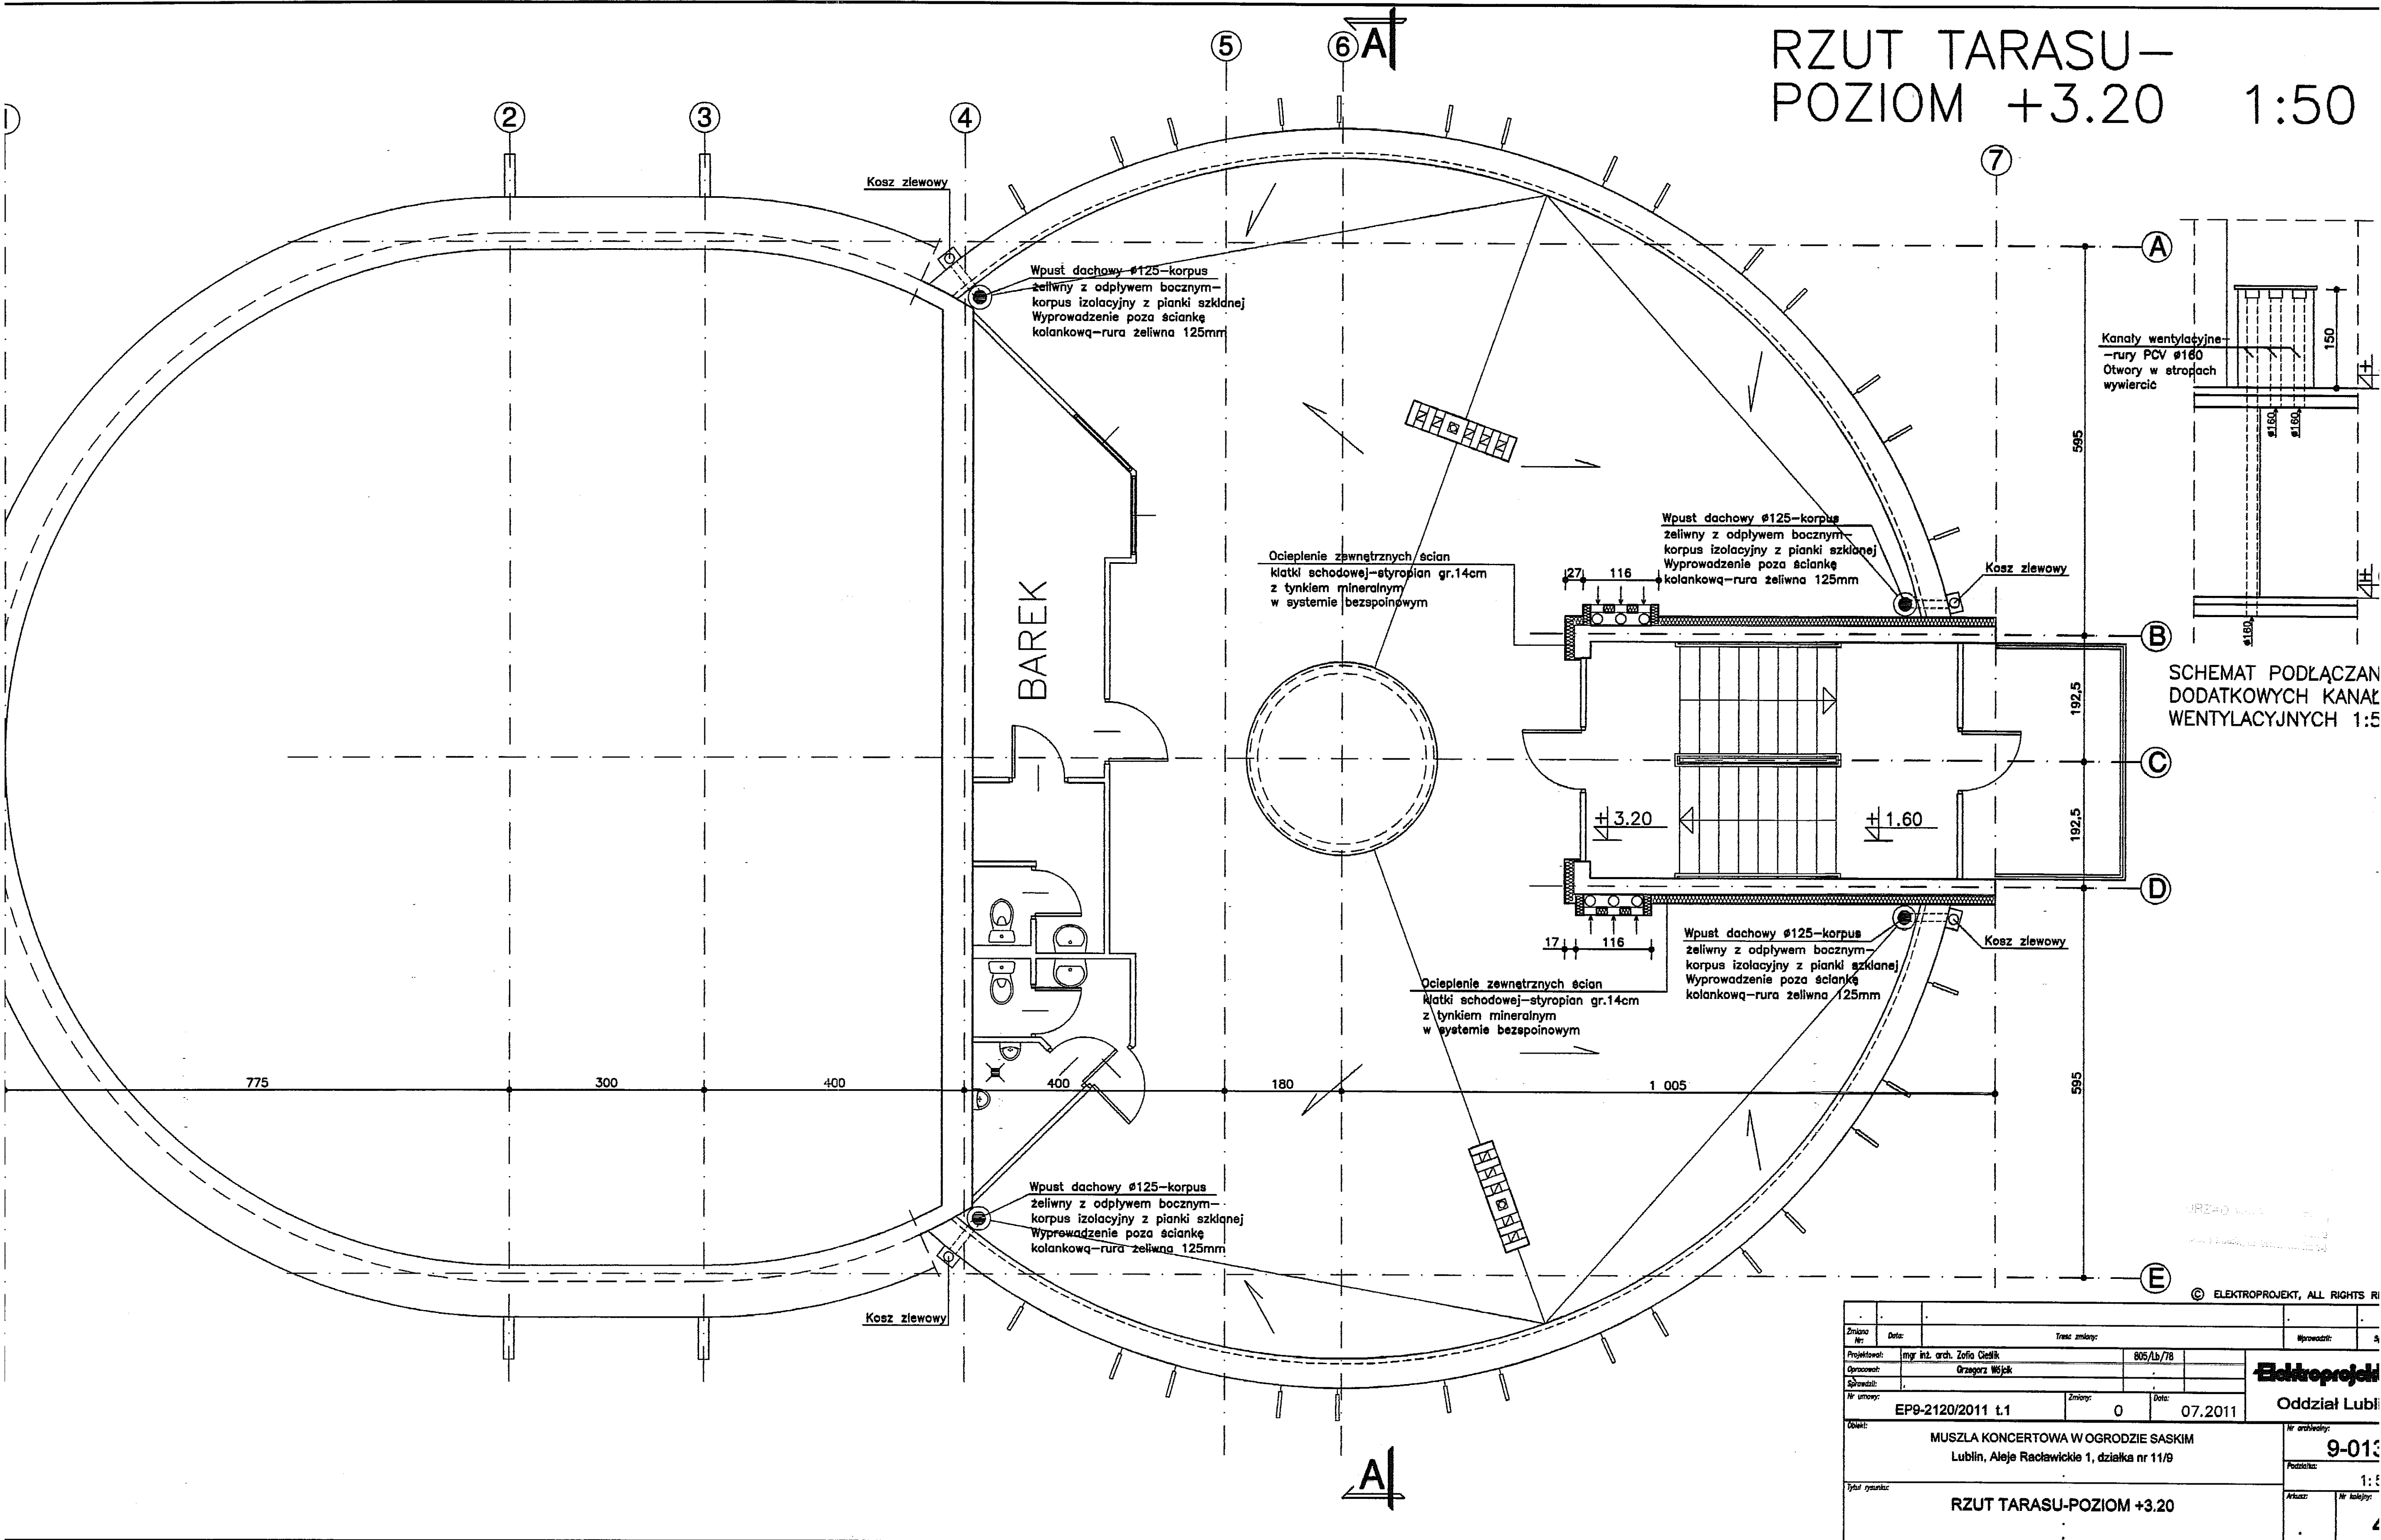 RZUT TARASU-
POZIOM +3.20 1:50
A
5
6
2
3
4
7
Kosz zlewowy
Wpust dachowy ø125-korpus
żeliwny z odpływem bocznym-
korpus izolacyjny z pianki szklanej
Wyprowadzenie poza ściankę
kolankową-rura żeliwna 125mm
A
Kanały wentylacyjne-
-rury PCV ø160
Otwory w stropach
wywiercić
150
ø160
ø160
ø160
595
Wpust dachowy ø125-korpus
żeliwny z odpływem bocznym-
korpus izolacyjny z pianki szklanej
Wyprowadzenie poza ściankę
kolankową-rura żeliwna 125mm
Kosz zlewowy
Ocieplenie zewnętrznych ścian
klatki schodowej-styropian gr.14cm
z tynkiem mineralnym
w systemie bezspoinowym
27 116
BAREK
B
SCHEMAT PODŁĄCZAN
DODATKOWYCH KANAŁ
WENTYLACYJNYCH 1:5
192,5
C
192,5
+3.20
+1.60
D
17 116
Wpust dachowy ø125-korpus
żeliwny z odpływem bocznym-
korpus izolacyjny z pianki szklanej
Wyprowadzenie poza ściankę
kolankową-rura żeliwna 125mm
Kosz zlewowy
Ocieplenie zewnętrznych ścian
klatki schodowej-styropian gr.14cm
z tynkiem mineralnym
w systemie bezspoinowym
775 300 400 400 180 1 005
595
Wpust dachowy ø125-korpus
żeliwny z odpływem bocznym-
korpus izolacyjny z pianki szklanej
Wyprowadzenie poza ściankę
kolankową-rura żeliwna 125mm
E
Kosz zlewowy
A
© ELEKTROPROJEKT, ALL RIGHTS R
Zmiana Nr: Data: Treść zmiany: Wprowadził:
Projektował: mgr inż. arch. Zofia Cieślik 805/Lb/78
Opracował: Grzegorz Wójcik
Sprawdził:
Elektroprojek
Oddział Lubli
Nr umowy: EP9-2120/2011 t.1 Zmiany: 0 Data: 07.2011
Obiekt:
MUSZLA KONCERTOWA W OGRODZIE SASKIM
Lublin, Aleje Racławickie 1, działka nr 11/9
Nr archiwalny:
9-013
Podziałka:
1:5
Tytuł rysunku:
RZUT TARASU-POZIOM +3.20
Arkusz: Nr kolejny:
4